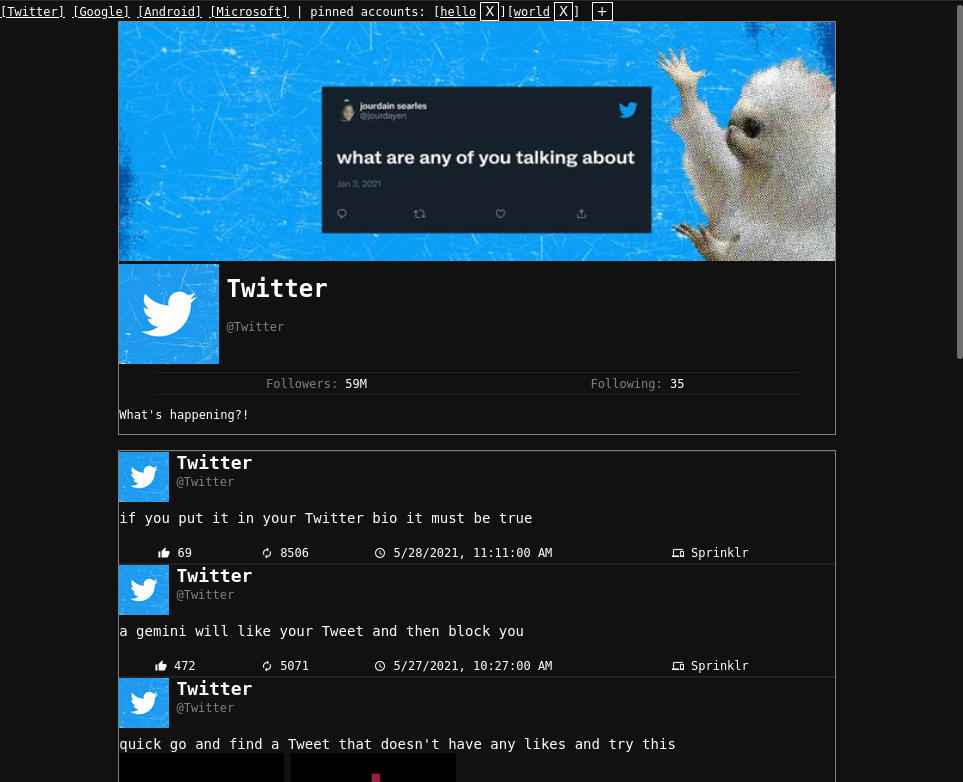 [Twitter] [Google] [Android] [Microsoft] | pinned accounts: [hello X][world X] +
jourdain searles
@jourdayen
what are any of you talking about
Jan 3, 2021
Twitter
@Twitter
Followers: 59M Following: 35
What's happening?!
Twitter
@Twitter
if you put it in your Twitter bio it must be true
69 8506 5/28/2021, 11:11:00 AM Sprinklr
Twitter
@Twitter
a gemini will like your Tweet and then block you
472 5071 5/27/2021, 10:27:00 AM Sprinklr
Twitter
@Twitter
quick go and find a Tweet that doesn't have any likes and try this